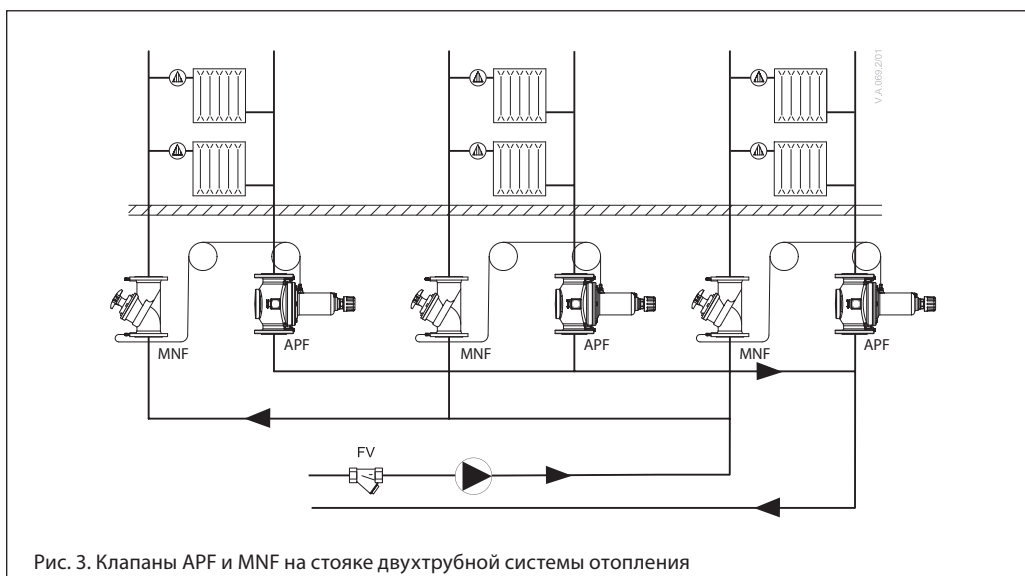 V.A.069.2/01
MNF
APF
MNF
APF
MNF
APF
FV
Рис. 3. Клапаны APF и MNF на стояке двухтрубной системы отопления